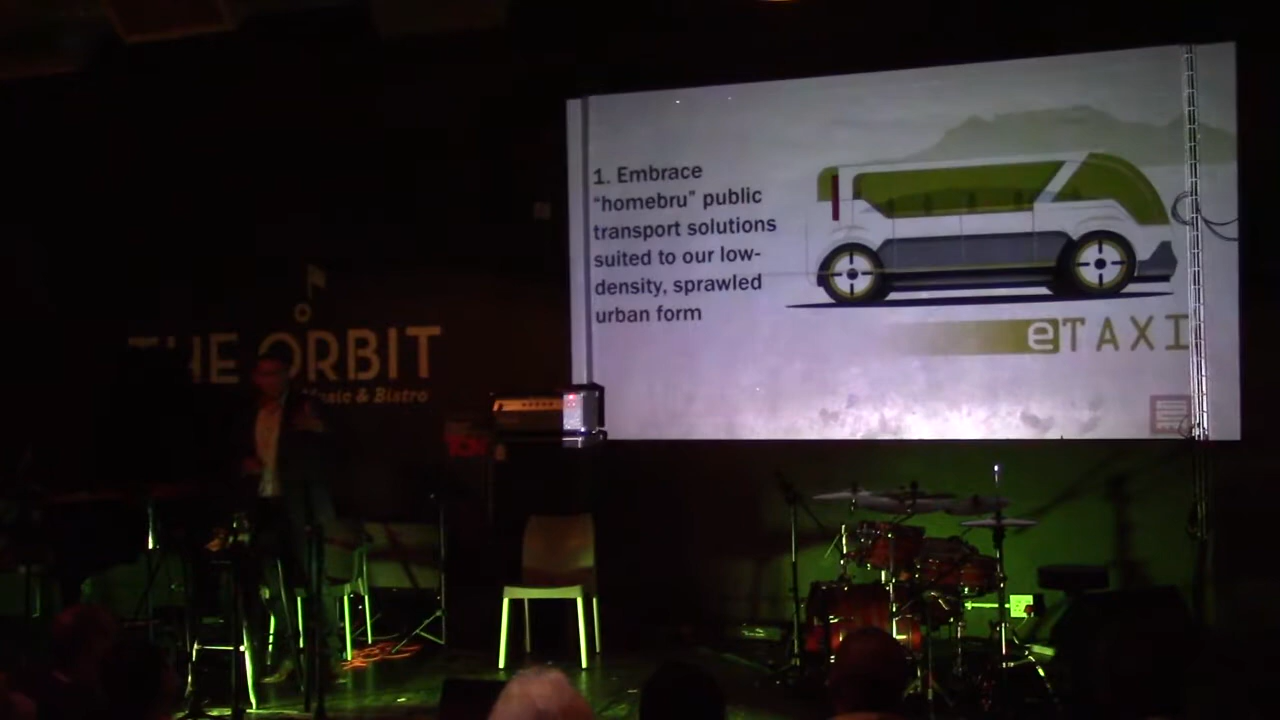 1. Embrace
“homebru” public
transport solutions
suited to our low-
density, sprawled
urban form
eTAXI
THE ORBIT
Music & Bistro